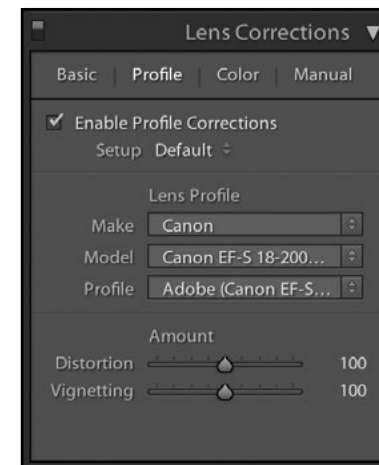 Lens Corrections
Basic Profile Color Manual
Enable Profile Corrections
Setup Default
Lens Profile
Make Canon
Model Canon EF-S 18-200...
Profile Adobe (Canon EF-S...
Amount
Distortion 100
Vignetting 100